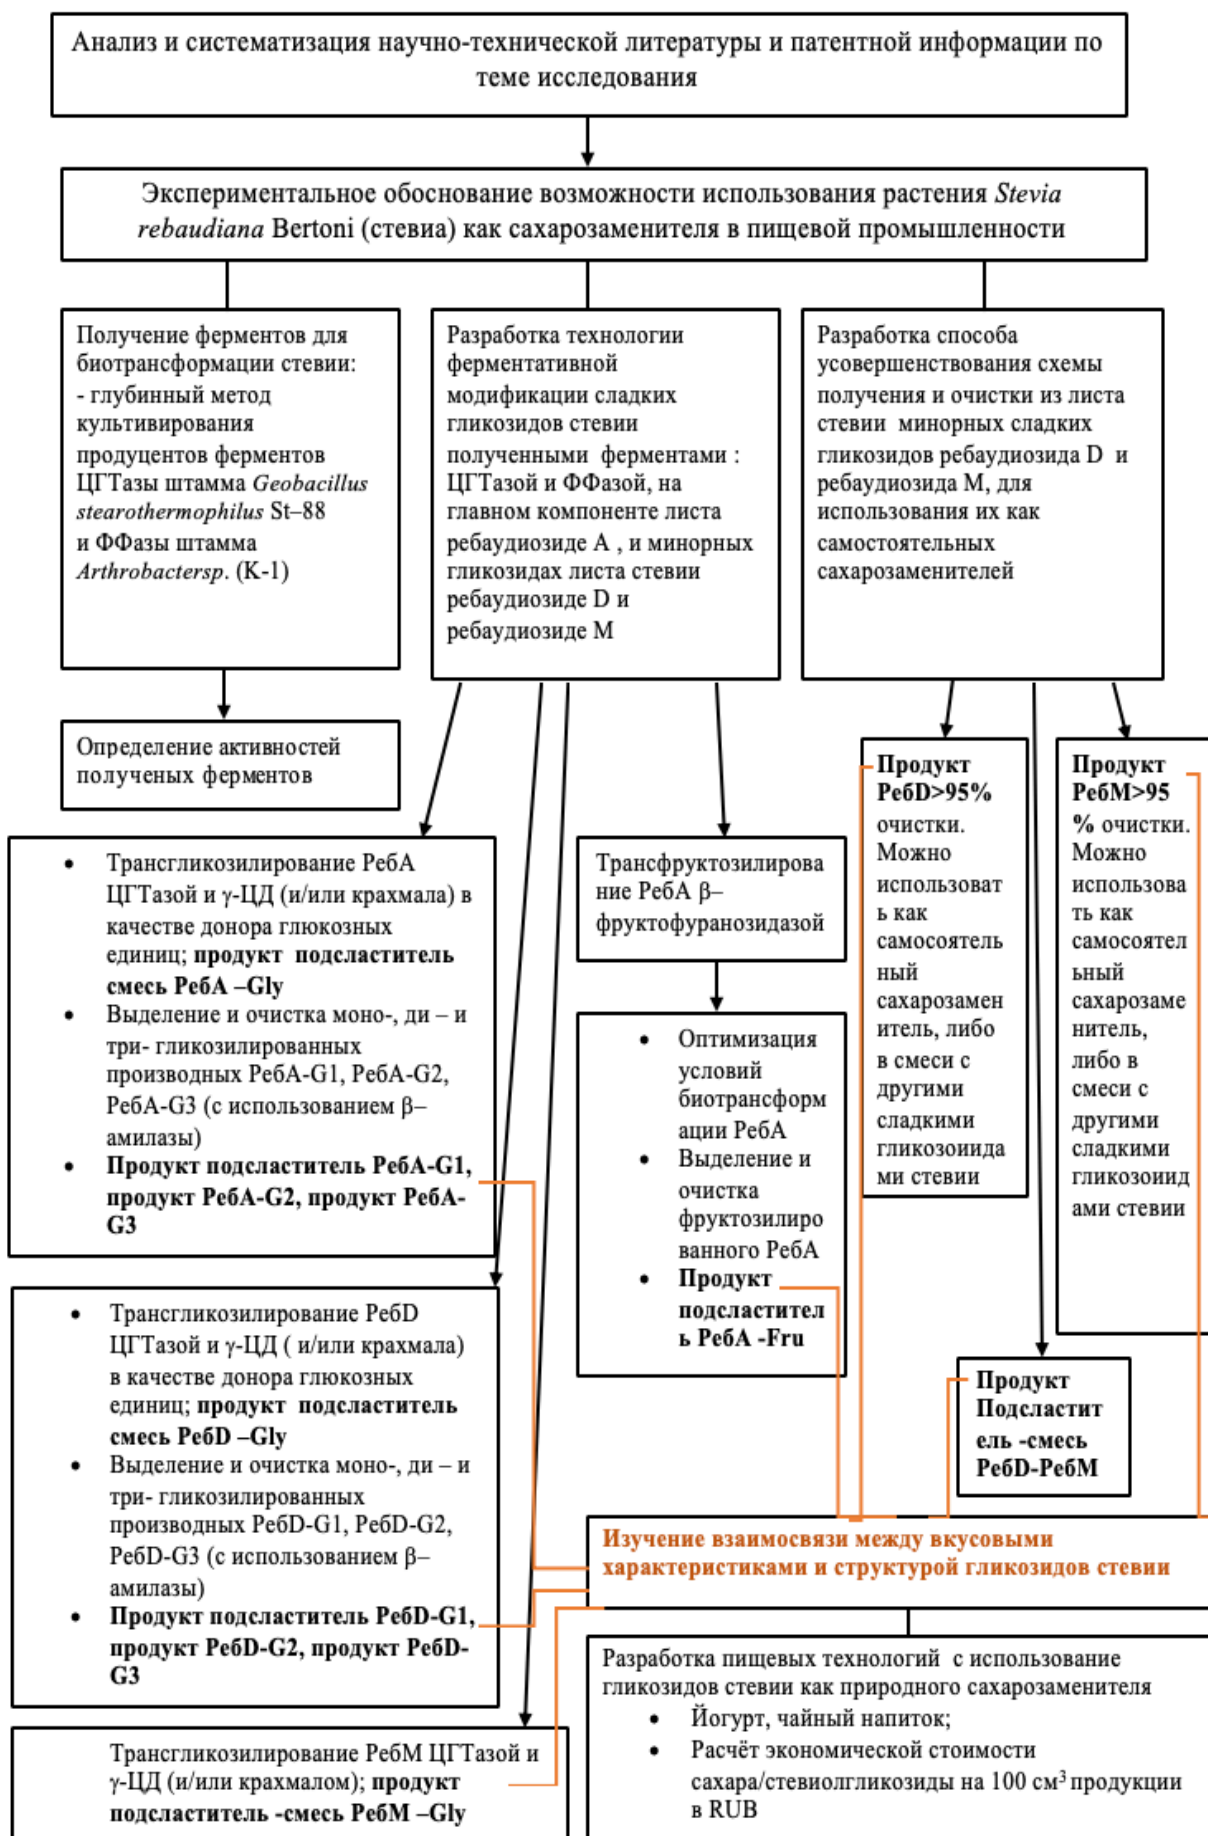 Анализ и систематизация научно-технической литературы и патентной информации по
теме исследования
Экспериментальное обоснование возможности использования растения Stevia
rebaudiana Bertoni (стевиа) как сахарозаменителя в пищевой промышленности
Получение ферментов для
биотрансформации стевии:
- глубинный метод
культивирования
продуцентов ферментов
ЦГТазы штамма Geobacillus
stearothermophilus St–88
и ФФазы штамма
Arthrobactersp. (K-1)
Разработка технологии
ферментативной
модификации сладких
гликозидов стевии
полученными ферментами :
ЦГТазой и ФФазой, на
главном компоненте листа
ребаудиозиде А , и минорных
гликозидах листа стевии
ребаудиозиде D и
ребаудиозиде М
Разработка способа
усовершенствования схемы
получения и очистки из листа
стевии минорных сладких
гликозидов ребаудиозида D и
ребаудиозида М, для
использования их как
самостоятельных
сахарозаменителей
Определение активностей
полученых ферментов
• Трансгликозилирование РебА
ЦГТазой и γ-ЦД (и/или крахмала) в
качестве донора глюкозных
единиц; продукт подсластитель
смесь РебА –Gly
• Выделение и очистка моно-, ди – и
три- гликозилированных
производных РебА-G1, РебА-G2,
РебА-G3 (с использованием β–
амилазы)
• Продукт подсластитель РебА-G1,
продукт РебА-G2, продукт РебА-
G3
Трансфруктозилирова
ние РебА β–
фруктофуранозидазой
• Оптимизация
условий
биотрансформ
ации РебА
• Выделение и
очистка
фруктозилиро
ванного РебА
• Продукт
подсластител
ь РебА -Fru
Продукт
РебD>95%
очистки.
Можно
использоват
ь как
самосоятель
ный
сахарозамен
итель, либо
в смеси с
другими
сладкими
гликозоиида
ми стевии
Продукт
РебМ>95
% очистки.
Можно
использова
ть как
самосоятел
ьный
сахарозаме
нитель,
либо в
смеси с
другими
сладкими
гликозоиид
ами стевии
• Трансгликозилирование РебD
ЦГТазой и γ-ЦД ( и/или крахмала)
в качестве донора глюкозных
единиц; продукт подсластитель
смесь РебD –Gly
• Выделение и очистка моно-, ди – и
три- гликозилированных
производных РебD-G1, РебD-G2,
РебD-G3 (с использованием β–
амилазы)
• Продукт подсластитель РебD-G1,
продукт РебD-G2, продукт РебD-
G3
Продукт
Подсластит
ель -смесь
РебD-РебМ
Изучение взаимосвязи между вкусовыми
характеристиками и структурой гликозидов стевии
Трансгликозилирование РебМ ЦГТазой и
γ-ЦД (и/или крахмалом); продукт
подсластитель -смесь РебМ –Gly
Разработка пищевых технологий с использование
гликозидов стевии как природного сахарозаменителя
• Йогурт, чайный напиток;
• Расчёт экономической стоимости
сахара/стевиолгликозиды на 100 см³ продукции
в RUB